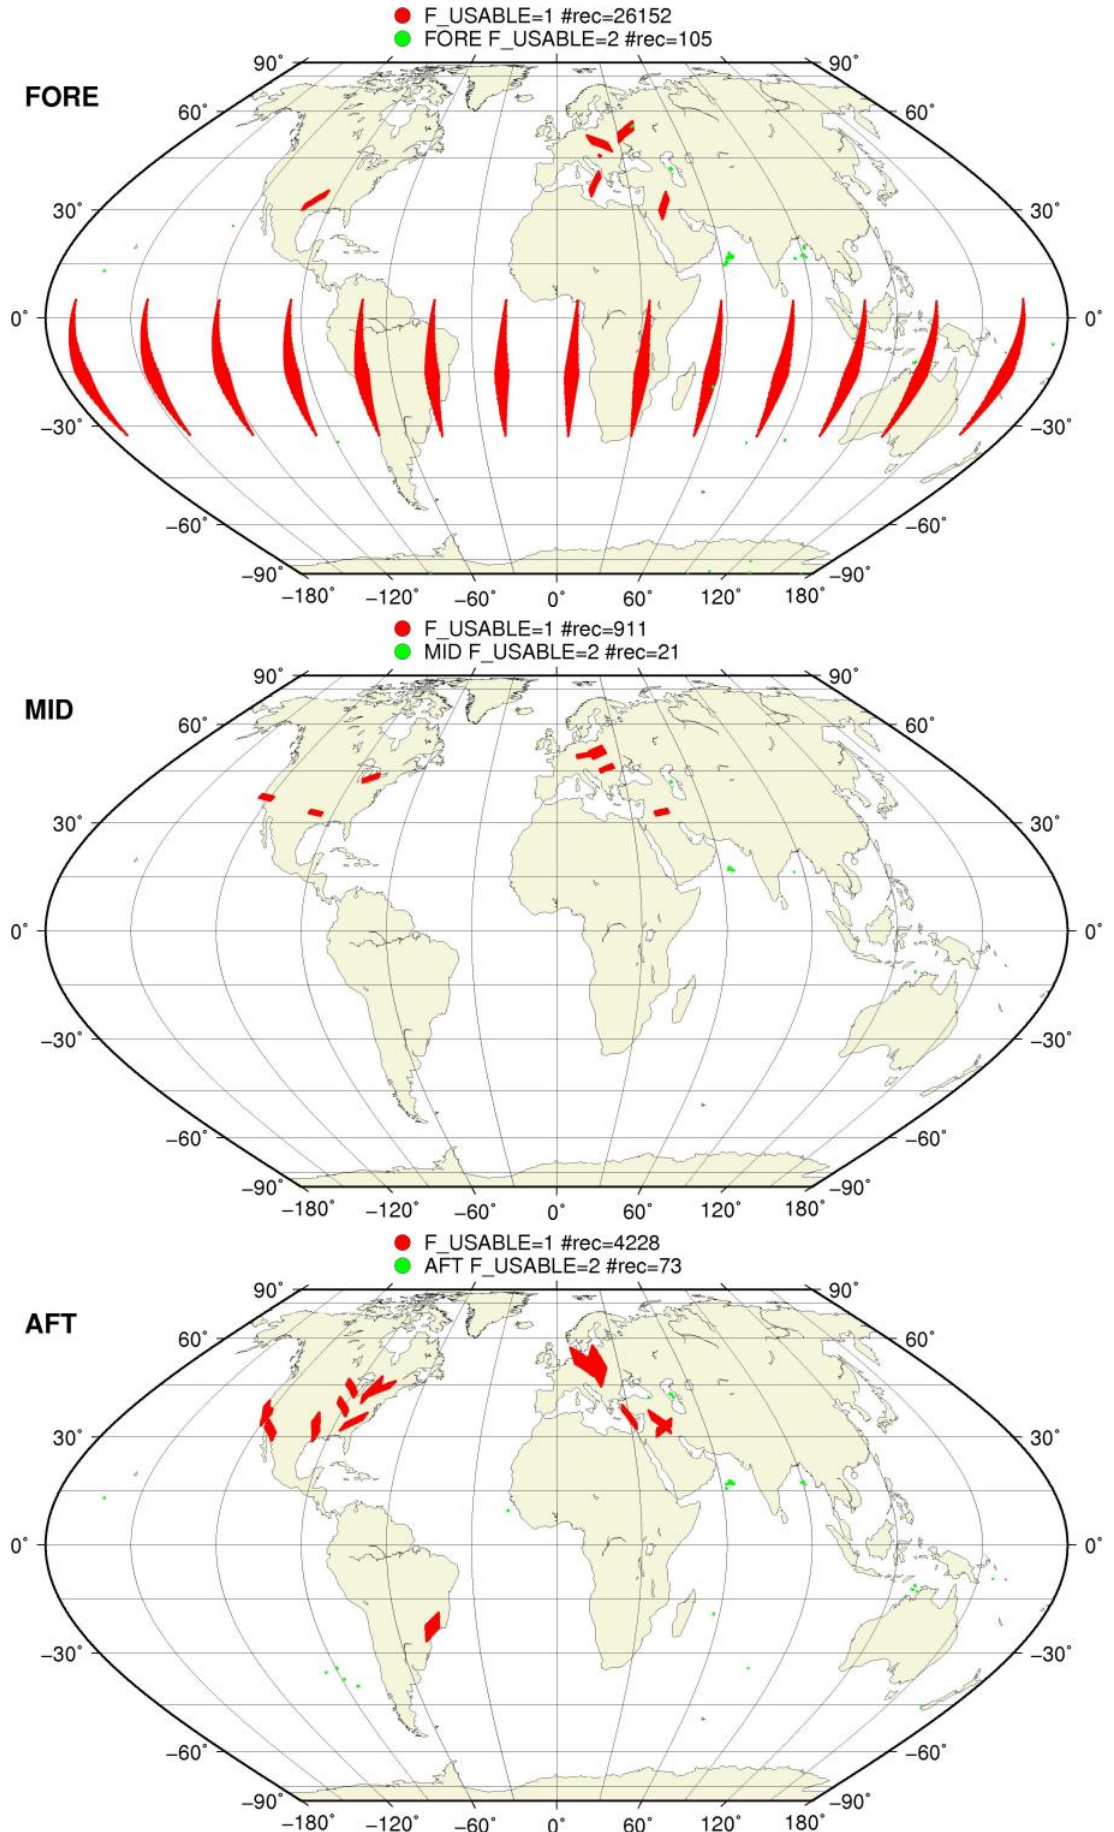 F_USABLE=1 #rec=26152
FORE F_USABLE=2 #rec=105
FORE
90˚ 90˚
60˚ 60˚
30˚ 30˚
0˚ 0˚
−30˚ −30˚
−60˚ −60˚
−90˚ −90˚
−180˚ −120˚ −60˚ 0˚ 60˚ 120˚ 180˚
F_USABLE=1 #rec=911
MID F_USABLE=2 #rec=21
MID
90˚ 90˚
60˚ 60˚
30˚ 30˚
0˚ 0˚
−30˚ −30˚
−60˚ −60˚
−90˚ −90˚
−180˚ −120˚ −60˚ 0˚ 60˚ 120˚ 180˚
F_USABLE=1 #rec=4228
AFT F_USABLE=2 #rec=73
AFT
90˚ 90˚
60˚ 60˚
30˚ 30˚
0˚ 0˚
−30˚ −30˚
−60˚ −60˚
−90˚ −90˚
−180˚ −120˚ −60˚ 0˚ 60˚ 120˚ 180˚